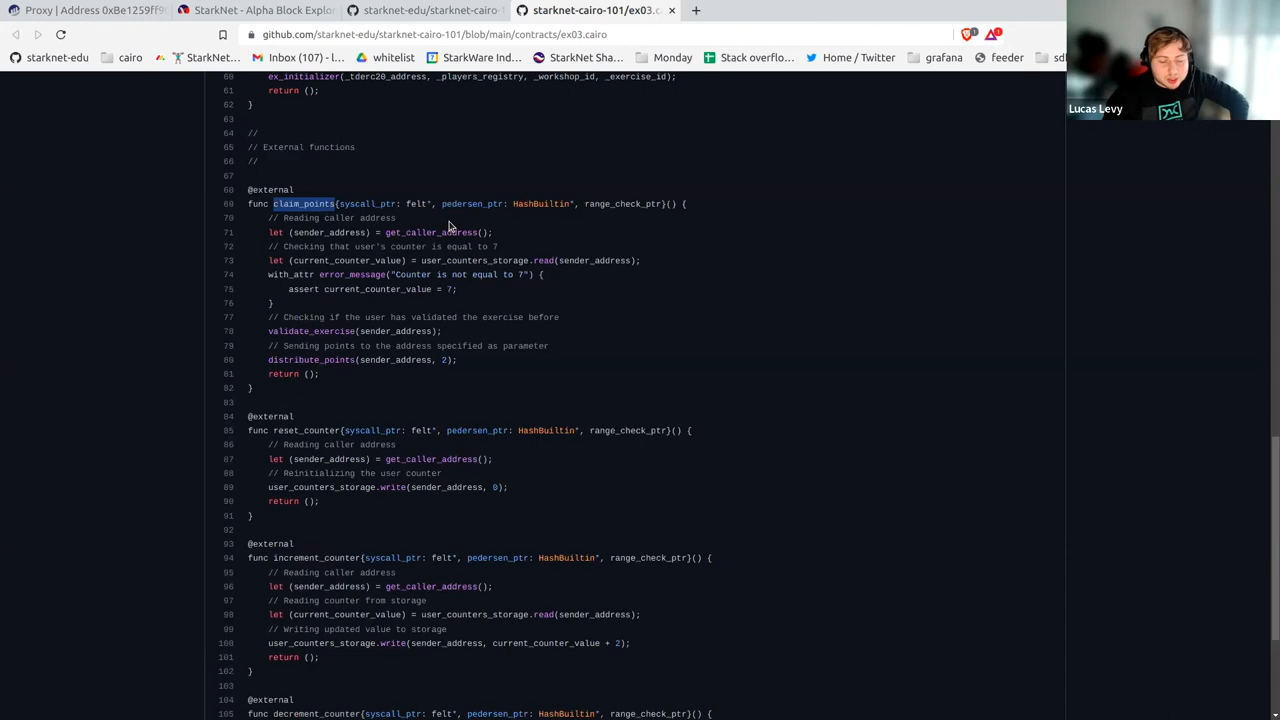 Proxy | Address 0xBe1259ff9
StarkNet - Alpha Block Explor
starknet-edu/starknet-cairo-1
starknet-cairo-101/ex03.c
github.com/starknet-edu/starknet-cairo-101/blob/main/contracts/ex03.cairo
starknet-edu
cairo
StarkNet...
Inbox (107) - l...
whitelist
StarkWare Ind...
StarkNet Sha...
Monday
Stack overflo...
Home / Twitter
grafana
feeder
sd
Lucas Levy
60 ex_initializer(_tderc20_address, _players_registry, _workshop_id, _exercise_id);
61 return ();
62 }
63
64 //
65 // External functions
66 //
67
68 @external
69 func claim_points{syscall_ptr: felt*, pedersen_ptr: HashBuiltin*, range_check_ptr}() {
70 // Reading caller address
71 let (sender_address) = get_caller_address();
72 // Checking that user's counter is equal to 7
73 let (current_counter_value) = user_counters_storage.read(sender_address);
74 with_attr error_message("Counter is not equal to 7") {
75 assert current_counter_value = 7;
76 }
77 // Checking if the user has validated the exercise before
78 validate_exercise(sender_address);
79 // Sending points to the address specified as parameter
80 distribute_points(sender_address, 2);
81 return ();
82 }
83
84 @external
85 func reset_counter{syscall_ptr: felt*, pedersen_ptr: HashBuiltin*, range_check_ptr}() {
86 // Reading caller address
87 let (sender_address) = get_caller_address();
88 // Reinitializing the user counter
89 user_counters_storage.write(sender_address, 0);
90 return ();
91 }
92
93 @external
94 func increment_counter{syscall_ptr: felt*, pedersen_ptr: HashBuiltin*, range_check_ptr}() {
95 // Reading caller address
96 let (sender_address) = get_caller_address();
97 // Reading counter from storage
98 let (current_counter_value) = user_counters_storage.read(sender_address);
99 // Writing updated value to storage
100 user_counters_storage.write(sender_address, current_counter_value + 2);
101 return ();
102 }
103
104 @external
105 func decrement_counter{syscall_ptr: felt*, pedersen_ptr: HashBuiltin*, range_check_ptr}() {